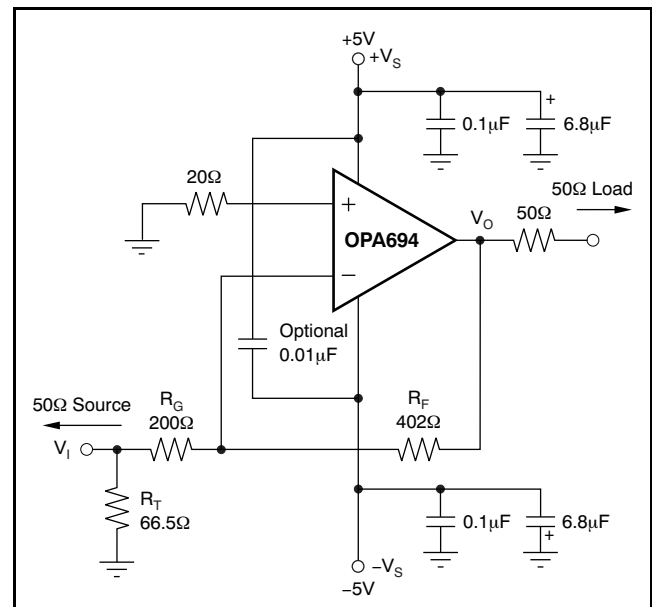 +5V
+V_S
+
0.1µF
6.8µF
20Ω
50Ω Load
V_O
50Ω
+
OPA694
−
Optional
0.01µF
50Ω Source
R_G
200Ω
R_F
402Ω
V_I
R_T
66.5Ω
0.1µF
6.8µF
+
−V_S
−5V